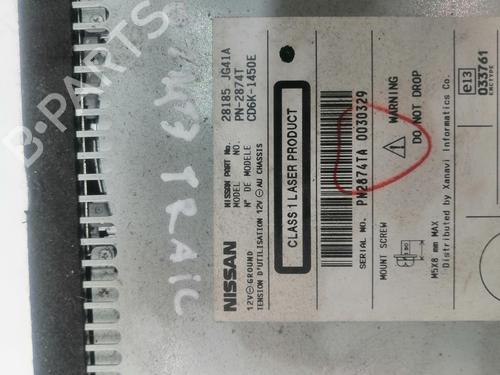 NISSAN
NISSAN PART No. 28185 JG41A
MODEL NO. PN-2874T
N° DE MODELE CD6K-1450E
12V⊖GROUND
TENSION D'UTILISATION 12V ⊖ AU CHASSIS
CLASS 1 LASER PRODUCT
SERIAL NO. PN2874TA 0030329
WARNING
DO NOT DROP
MOUNT SCREW
M5X8 mm MAX
Distributed by Xanavi Informatics Co.
e13
033761
B-PARTS